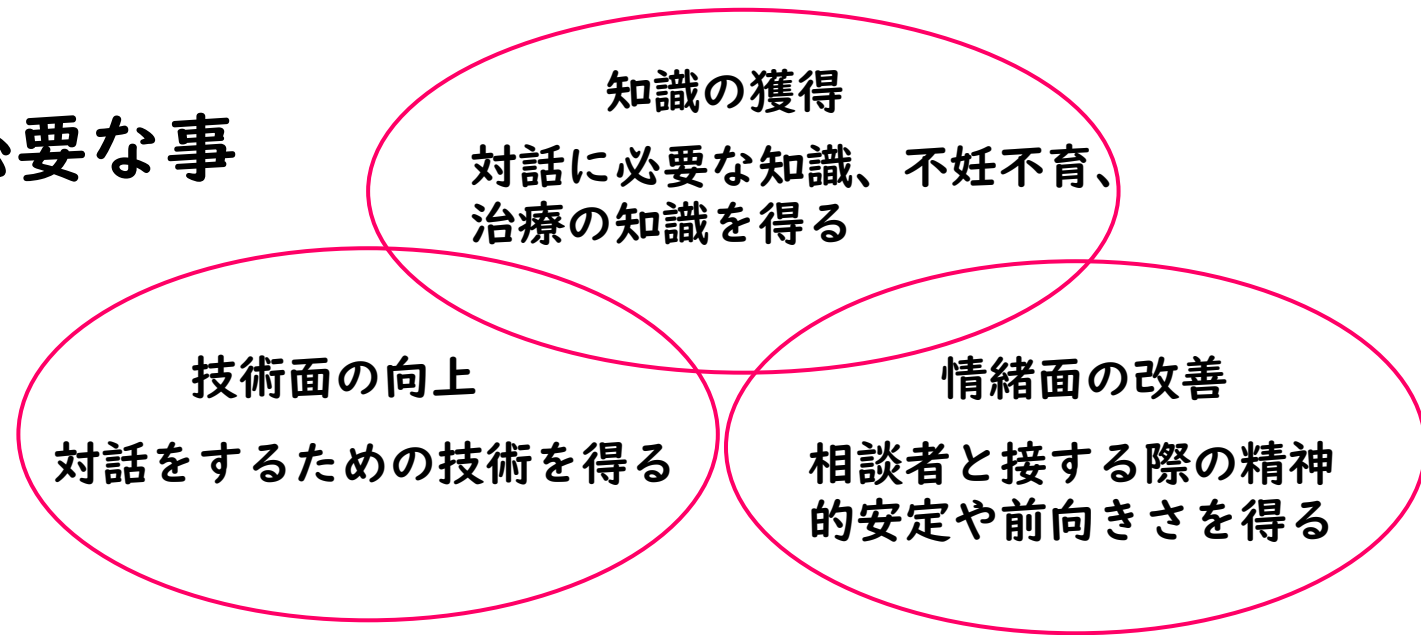 必要な事
知識の獲得
対話に必要な知識、不妊不育、
治療の知識を得る
技術面の向上
対話をするための技術を得る
情緒面の改善
相談者と接する際の精神
的安定や前向きさを得る